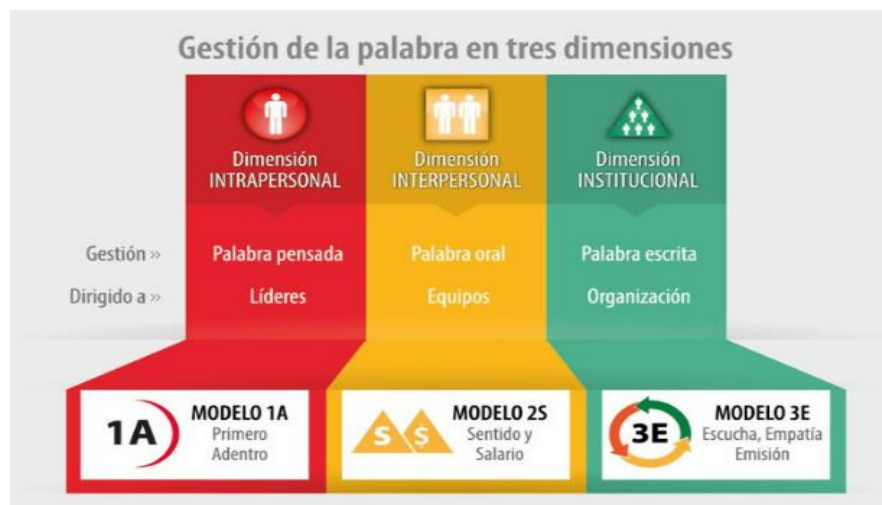 Gestión de la palabra en tres dimensiones
Dimensión
INTRAPERSONAL
Dimensión
INTERPERSONAL
Dimensión
INSTITUCIONAL
Gestión »
Palabra pensada
Palabra oral
Palabra escrita
Dirigido a »
Líderes
Equipos
Organización
1A
MODELO 1A
Primero
Adentro
S $
MODELO 2S
Sentido y
Salario
3E
MODELO 3E
Escucha, Empatía
Emisión